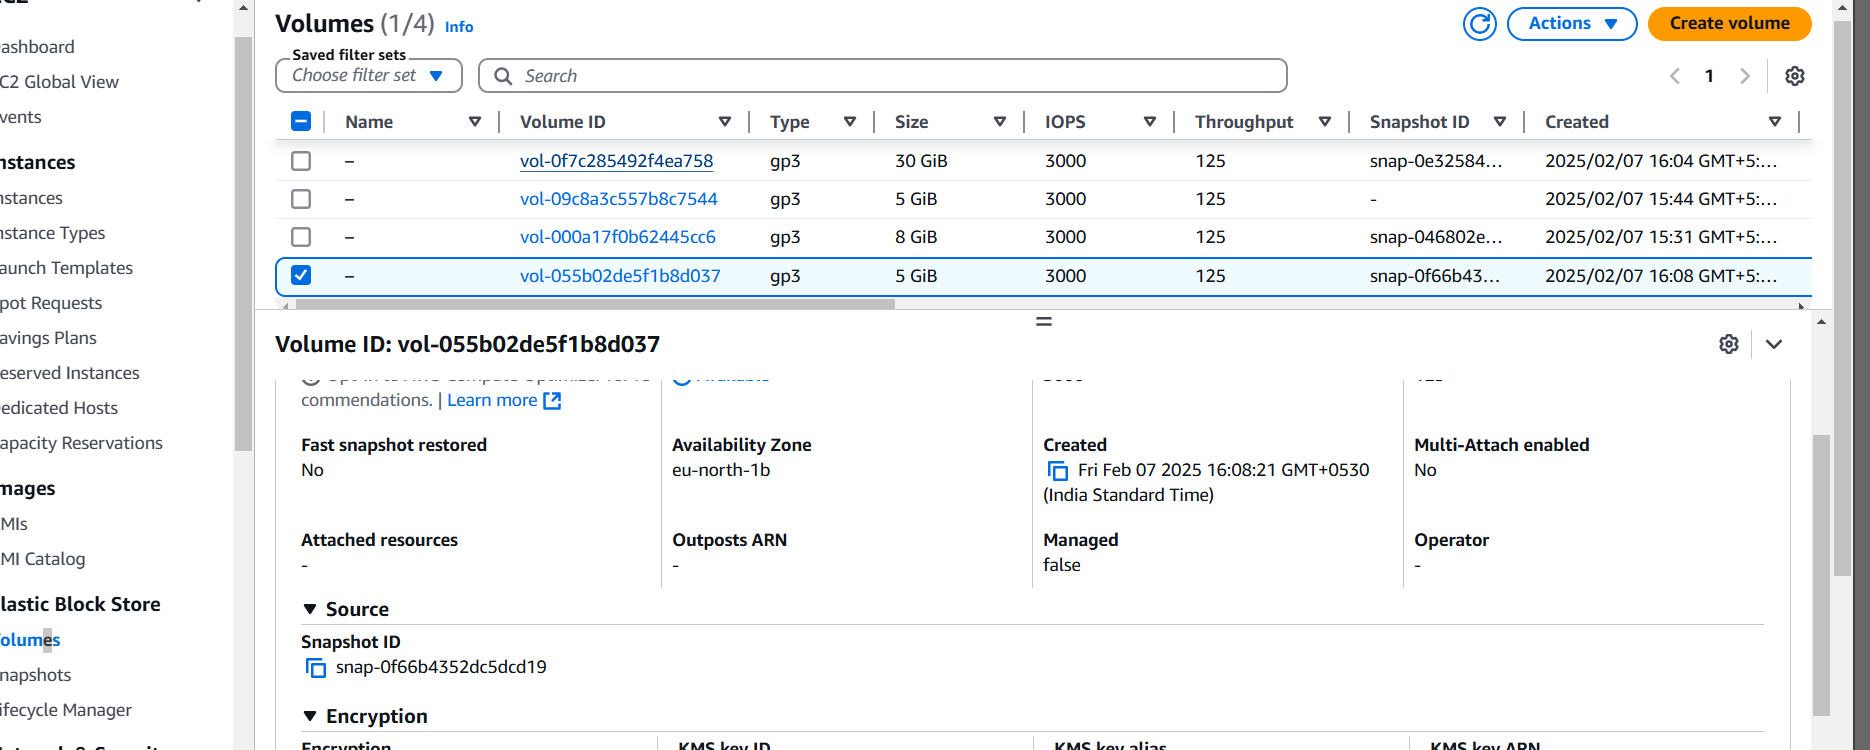 Dashboard
C2 Global View
vents
nstances
nstances
nstance Types
aunch Templates
pot Requests
avings Plans
eserved Instances
edicated Hosts
apacity Reservations
mages
MIs
MI Catalog
lastic Block Store
olumes
napshots
ifecycle Manager
Volumes (1/4) Info
Actions
Create volume
Saved filter sets
Choose filter set
Search
1
Name Volume ID Type Size IOPS Throughput Snapshot ID Created
– vol-0f7c285492f4ea758 gp3 30 GiB 3000 125 snap-0e32584... 2025/02/07 16:04 GMT+5:...
– vol-09c8a3c557b8c7544 gp3 5 GiB 3000 125 - 2025/02/07 15:44 GMT+5:...
– vol-000a17f0b62445cc6 gp3 8 GiB 3000 125 snap-046802e... 2025/02/07 15:31 GMT+5:...
– vol-055b02de5f1b8d037 gp3 5 GiB 3000 125 snap-0f66b43... 2025/02/07 16:08 GMT+5:...
Volume ID: vol-055b02de5f1b8d037
commendations. | Learn more
Fast snapshot restored
No
Availability Zone
eu-north-1b
Created
Fri Feb 07 2025 16:08:21 GMT+0530
(India Standard Time)
Multi-Attach enabled
No
Attached resources
-
Outposts ARN
-
Managed
false
Operator
-
Source
Snapshot ID
snap-0f66b4352dc5dcd19
Encryption
Encryption KMS key ID KMS key alias KMS key ARN